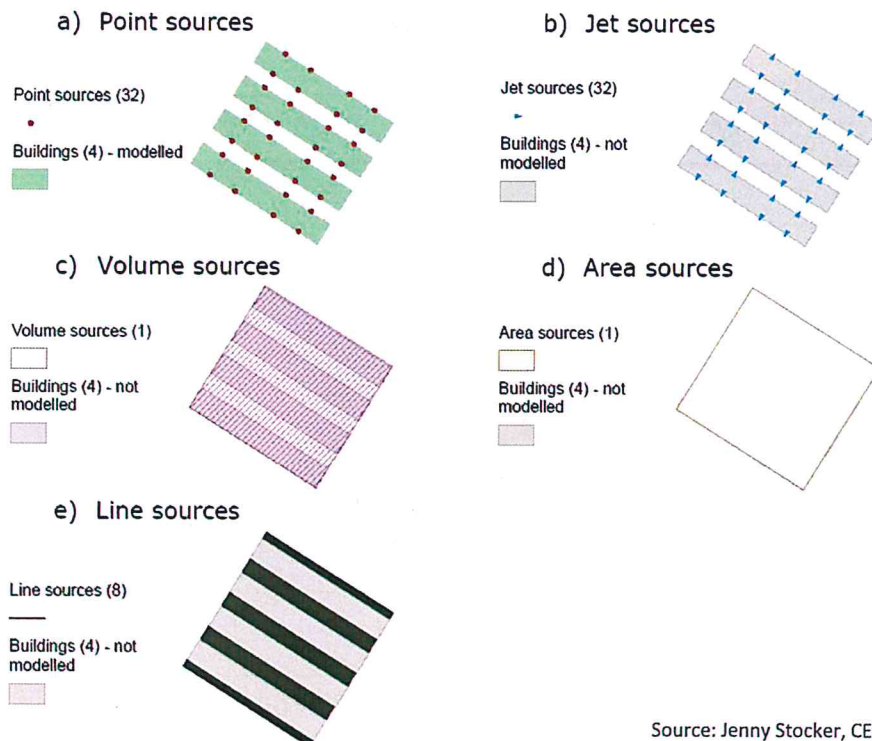 a) Point sources
Point sources (32)
Buildings (4) - modelled
b) Jet sources
Jet sources (32)
Buildings (4) - not
modelled
c) Volume sources
Volume sources (1)
Buildings (4) - not
modelled
d) Area sources
Area sources (1)
Buildings (4) - not
modelled
e) Line sources
Line sources (8)
Buildings (4) - not
modelled
Source: Jenny Stocker, CE